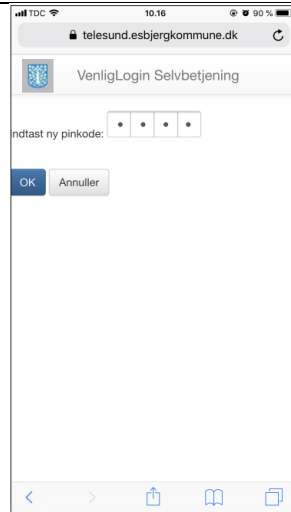 TDC 10.16 90 %
telesund.esbjergkommune.dk
VenligLogin Selvbetjening
ndtast ny pinkode: • • • •
OK Annuller